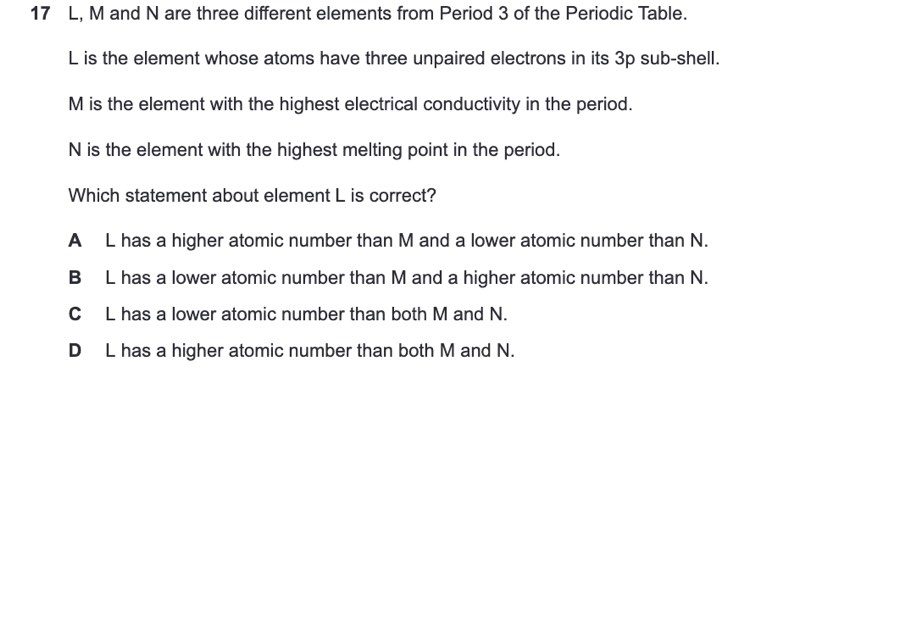 17 L, M and N are three different elements from Period 3 of the Periodic Table.
L is the element whose atoms have three unpaired electrons in its 3p sub-shell.
M is the element with the highest electrical conductivity in the period.
N is the element with the highest melting point in the period.
Which statement about element L is correct?
A L has a higher atomic number than M and a lower atomic number than N.
B L has a lower atomic number than M and a higher atomic number than N.
C L has a lower atomic number than both M and N.
D L has a higher atomic number than both M and N.